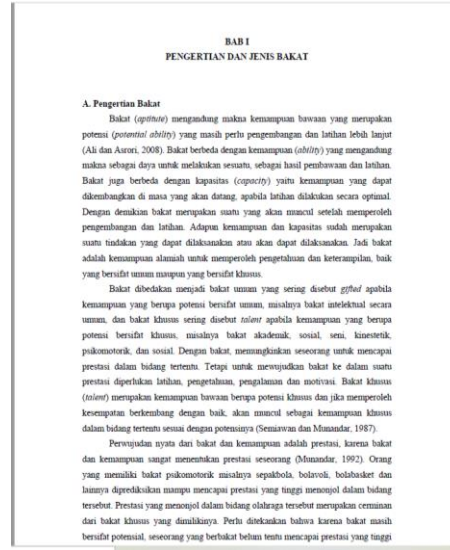 BAB I
PENGERTIAN DAN JENIS BAKAT
A. Pengertian Bakat
Bakat (aptitute) mengandung makna kemampuan bawaan yang merupakan
potensi (potential ability) yang masih perlu pengembangan dan latihan lebih lanjut
(Ali dan Asrori, 2008). Bakat berbeda dengan kemampuan (ability) yang mengandung
makna sebagai daya untuk melakukan sesuatu, sebagai hasil pembawaan dan latihan.
Bakat juga berbeda dengan kapasitas (capacity) yaitu kemampuan yang dapat
dikembangkan di masa yang akan datang, apabila latihan dilakukan secara optimal.
Dengan demikian bakat merupakan suatu yang akan muncul setelah memperoleh
pengembangan dan latihan. Adapun kemampuan dan kapasitas sudah merupakan
suatu tindakan yang dapat dilaksanakan atau akan dapat dilaksanakan. Jadi bakat
adalah kemampuan alamiah untuk memperoleh pengetahuan dan keterampilan, baik
yang bersifat umum maupun yang bersifat khusus.
Bakat dibedakan menjadi bakat umum yang sering disebut gifted apabila
kemampuan yang berupa potensi bersifat umum, misalnya bakat intelektual secara
umum, dan bakat khusus sering disebut talent apabila kemampuan yang berupa
potensi bersifat khusus, misalnya bakat akademik, sosial, seni, kinestetik,
psikomotorik, dan sosial. Dengan bakat, memungkinkan seseorang untuk mencapai
prestasi dalam bidang tertentu. Tetapi untuk mewujudkan bakat ke dalam suatu
prestasi diperlukan latihan, pengetahuan, pengalaman dan motivasi. Bakat khusus
(talent) merupakan kemampuan bawaan berupa potensi khusus dan jika memperoleh
kesempatan berkembang dengan baik, akan muncul sebagai kemampuan khusus
dalam bidang tertentu sesuai dengan potensinya (Semiawan dan Munandar, 1987).
Perwujudan nyata dari bakat dan kemampuan adalah prestasi, karena bakat
dan kemampuan sangat menentukan prestasi seseorang (Munandar, 1992). Orang
yang memiliki bakat psikomotorik misalnya sepakbola, bolavoli, bolabasket dan
lainnya diprediksikan mampu mencapai prestasi yang tinggi menonjol dalam bidang
tersebut. Prestasi yang menonjol dalam bidang olahraga tersebut merupakan cerminan
dari bakat khusus yang dimilikinya. Perlu ditekankan bahwa karena bakat masih
bersifat potensial, seseorang yang berbakat belum tentu mencapai prestasi yang tinggi